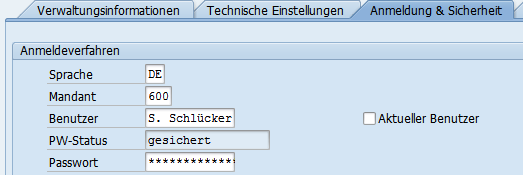 Verwaltungsinformationen Technische Einstellungen Anmeldung & Sicherheit
Anmeldeverfahren
Sprache DE
Mandant 600
Benutzer S. Schlücker Aktueller Benutzer
PW-Status gesichert
Passwort *************